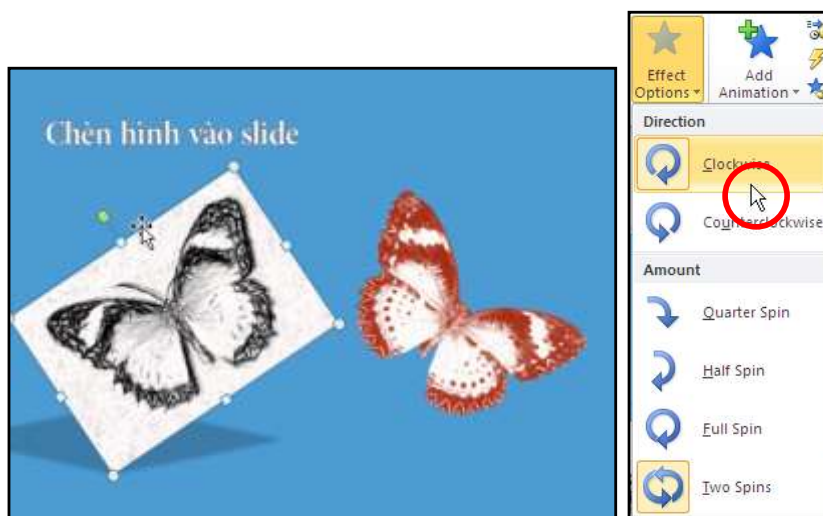 Chèn hình vào slide
Effect
Options
Add
Animation
Direction
Clockwise
Counterclockwise
Amount
Quarter Spin
Half Spin
Full Spin
Two Spins